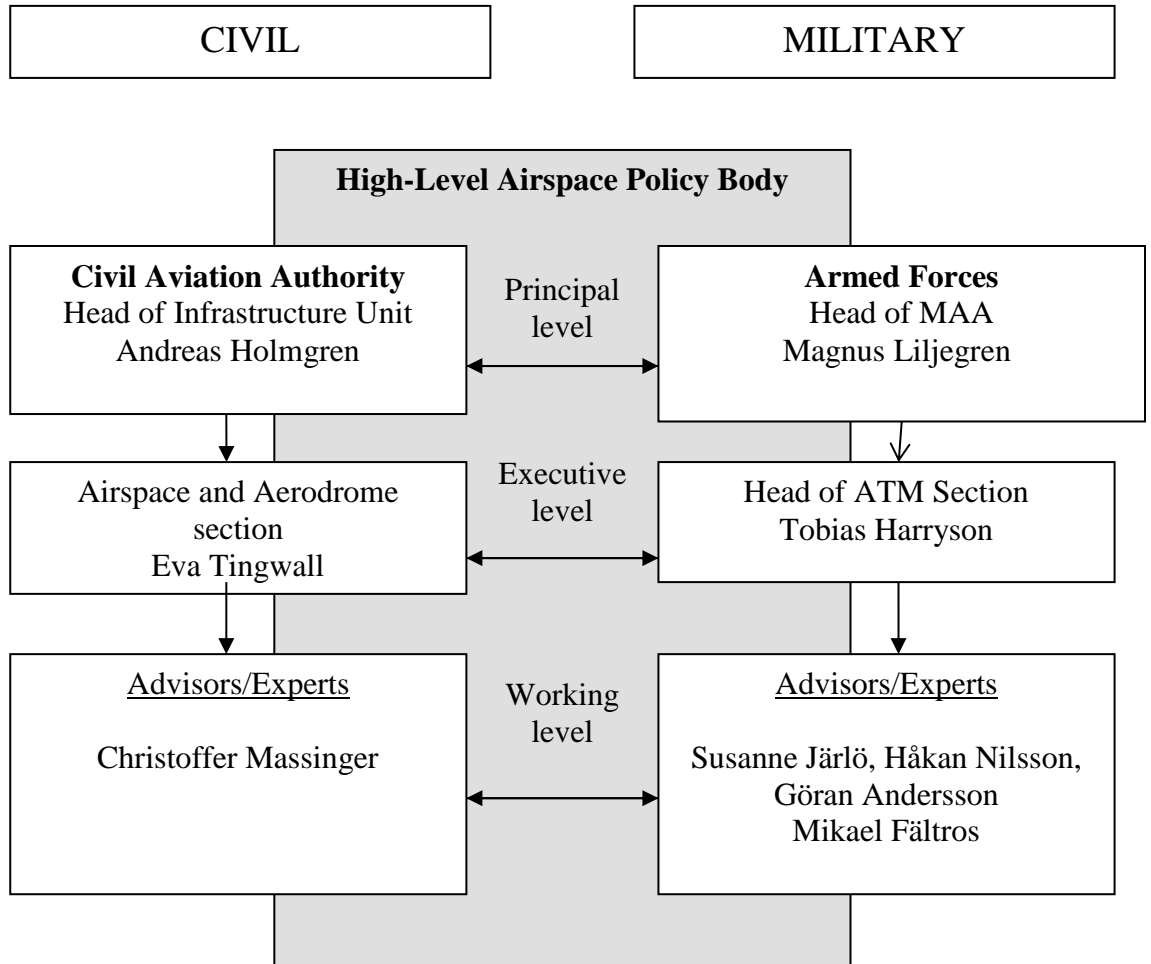 CIVIL
MILITARY
High-Level Airspace Policy Body
Civil Aviation Authority
Head of Infrastructure Unit
Andreas Holmgren
Principal
level
Armed Forces
Head of MAA
Magnus Liljegren
Airspace and Aerodrome
section
Eva Tingwall
Executive
level
Head of ATM Section
Tobias Harryson
Advisors/Experts
Christoffer Massinger
Working
level
Advisors/Experts
Susanne Järlö, Håkan Nilsson,
Göran Andersson
Mikael Fältros